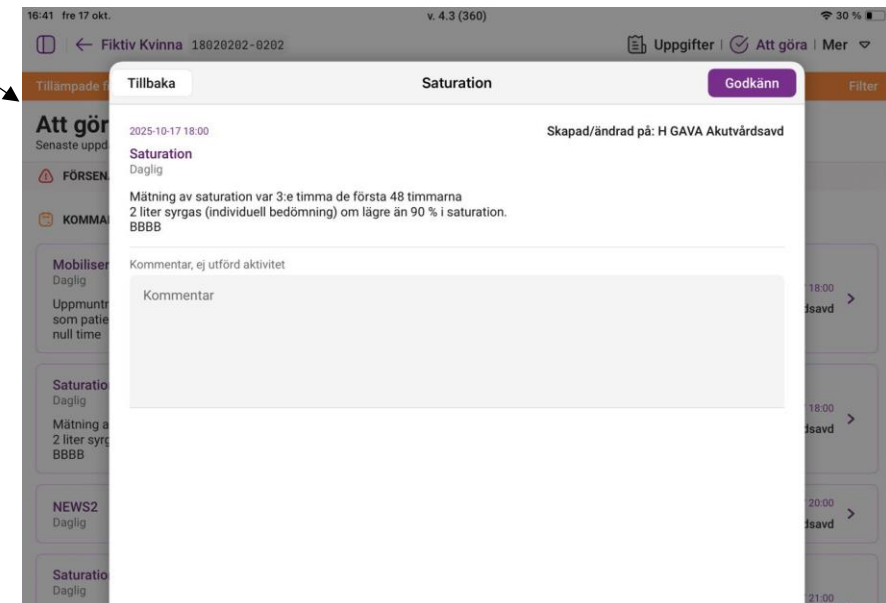 16:41 fre 17 okt.
v. 4.3 (360)
30 %
Fiktiv Kvinna 18020202-0202
Uppgifter | Att göra | Mer
Tillämpade f
Filter
Tillbaka
Saturation
Godkänn
Att gör
Senaste uppd
2025-10-17 18:00
Skapad/ändrad på: H GAVA Akutvårdsavd
Saturation
Daglig
FÖRSEN
Mätning av saturation var 3:e timma de första 48 timmarna
2 liter syrgas (individuell bedömning) om lägre än 90 % i saturation.
BBBB
KOMMA
Kommentar, ej utförd aktivitet
Kommentar
Mobiliser
Daglig
Uppmuntr
som patie
null time
18:00
dsavd
Saturatio
Daglig
Mätning a
2 liter syrg
BBBB
18:00
dsavd
NEWS2
Daglig
20:00
dsavd
Saturatio
Daglig
21:00